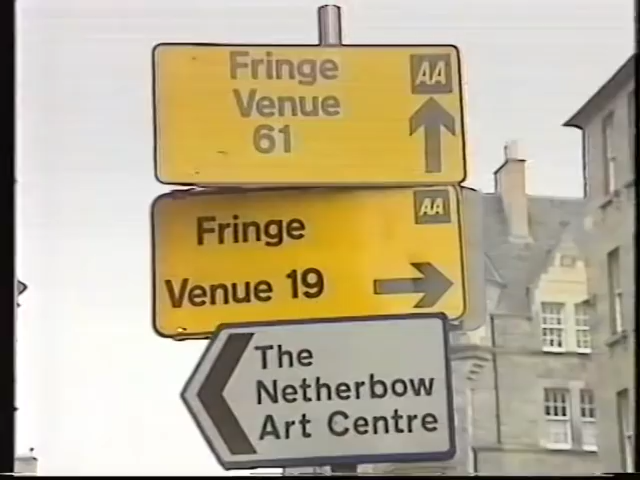 Fringe
Venue
61
AA
Fringe
Venue 19
AA
The
Netherbow
Art Centre